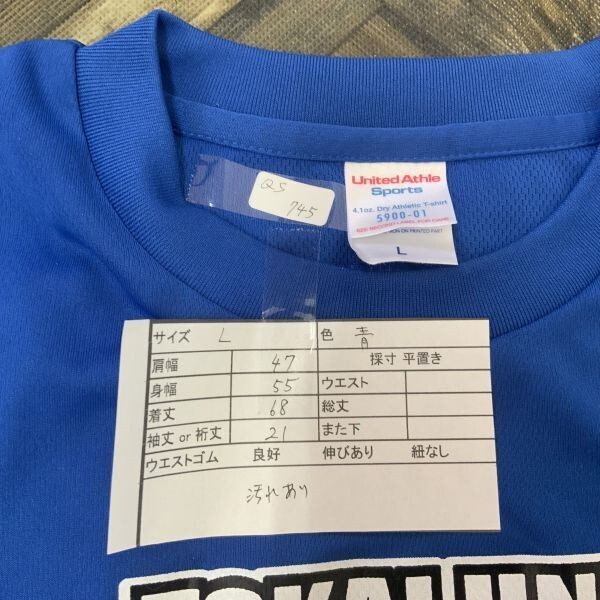 QS
745
United Athle
Sports
4.1oz. Dry Athletic T-shirt
5900-01
L
サイズ L 色 青
肩幅 47 採寸 平置き
身幅 55 ウエスト
着丈 68 総丈
袖丈 or 裄丈 21 また下
ウエストゴム 良好 伸びあり 紐なし
汚れあり